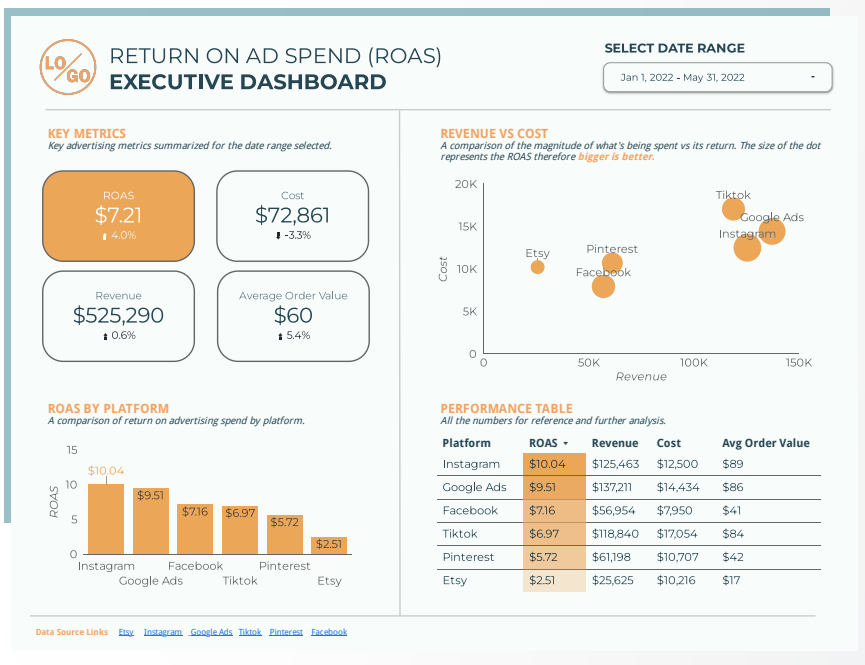 LO/GO
RETURN ON AD SPEND (ROAS)
EXECUTIVE DASHBOARD
SELECT DATE RANGE
Jan 1, 2022 - May 31, 2022
KEY METRICS
Key advertising metrics summarized for the date range selected.
ROAS
$7.21
4.0%
Cost
$72,861
-3.3%
Revenue
$525,290
0.6%
Average Order Value
$60
5.4%
REVENUE VS COST
A comparison of the magnitude of what's being spent vs its return. The size of the dot
represents the ROAS therefore bigger is better.
20K
15K
10K
5K
0
Cost
Tiktok
Google Ads
Instagram
Etsy
Pinterest
Facebook
0 50K 100K 150K
Revenue
ROAS BY PLATFORM
A comparison of return on advertising spend by platform.
15
10
5
0
ROAS
$10.04
$9.51
$7.16
$6.97
$5.72
$2.51
Instagram Facebook Pinterest
Google Ads Tiktok Etsy
PERFORMANCE TABLE
All the numbers for reference and further analysis.
Platform ROAS Revenue Cost Avg Order Value
Instagram $10.04 $125,463 $12,500 $89
Google Ads $9.51 $137,211 $14,434 $86
Facebook $7.16 $56,954 $7,950 $41
Tiktok $6.97 $118,840 $17,054 $84
Pinterest $5.72 $61,198 $10,707 $42
Etsy $2.51 $25,625 $10,216 $17
Data Source Links Etsy Instagram Google Ads Tiktok Pinterest Facebook